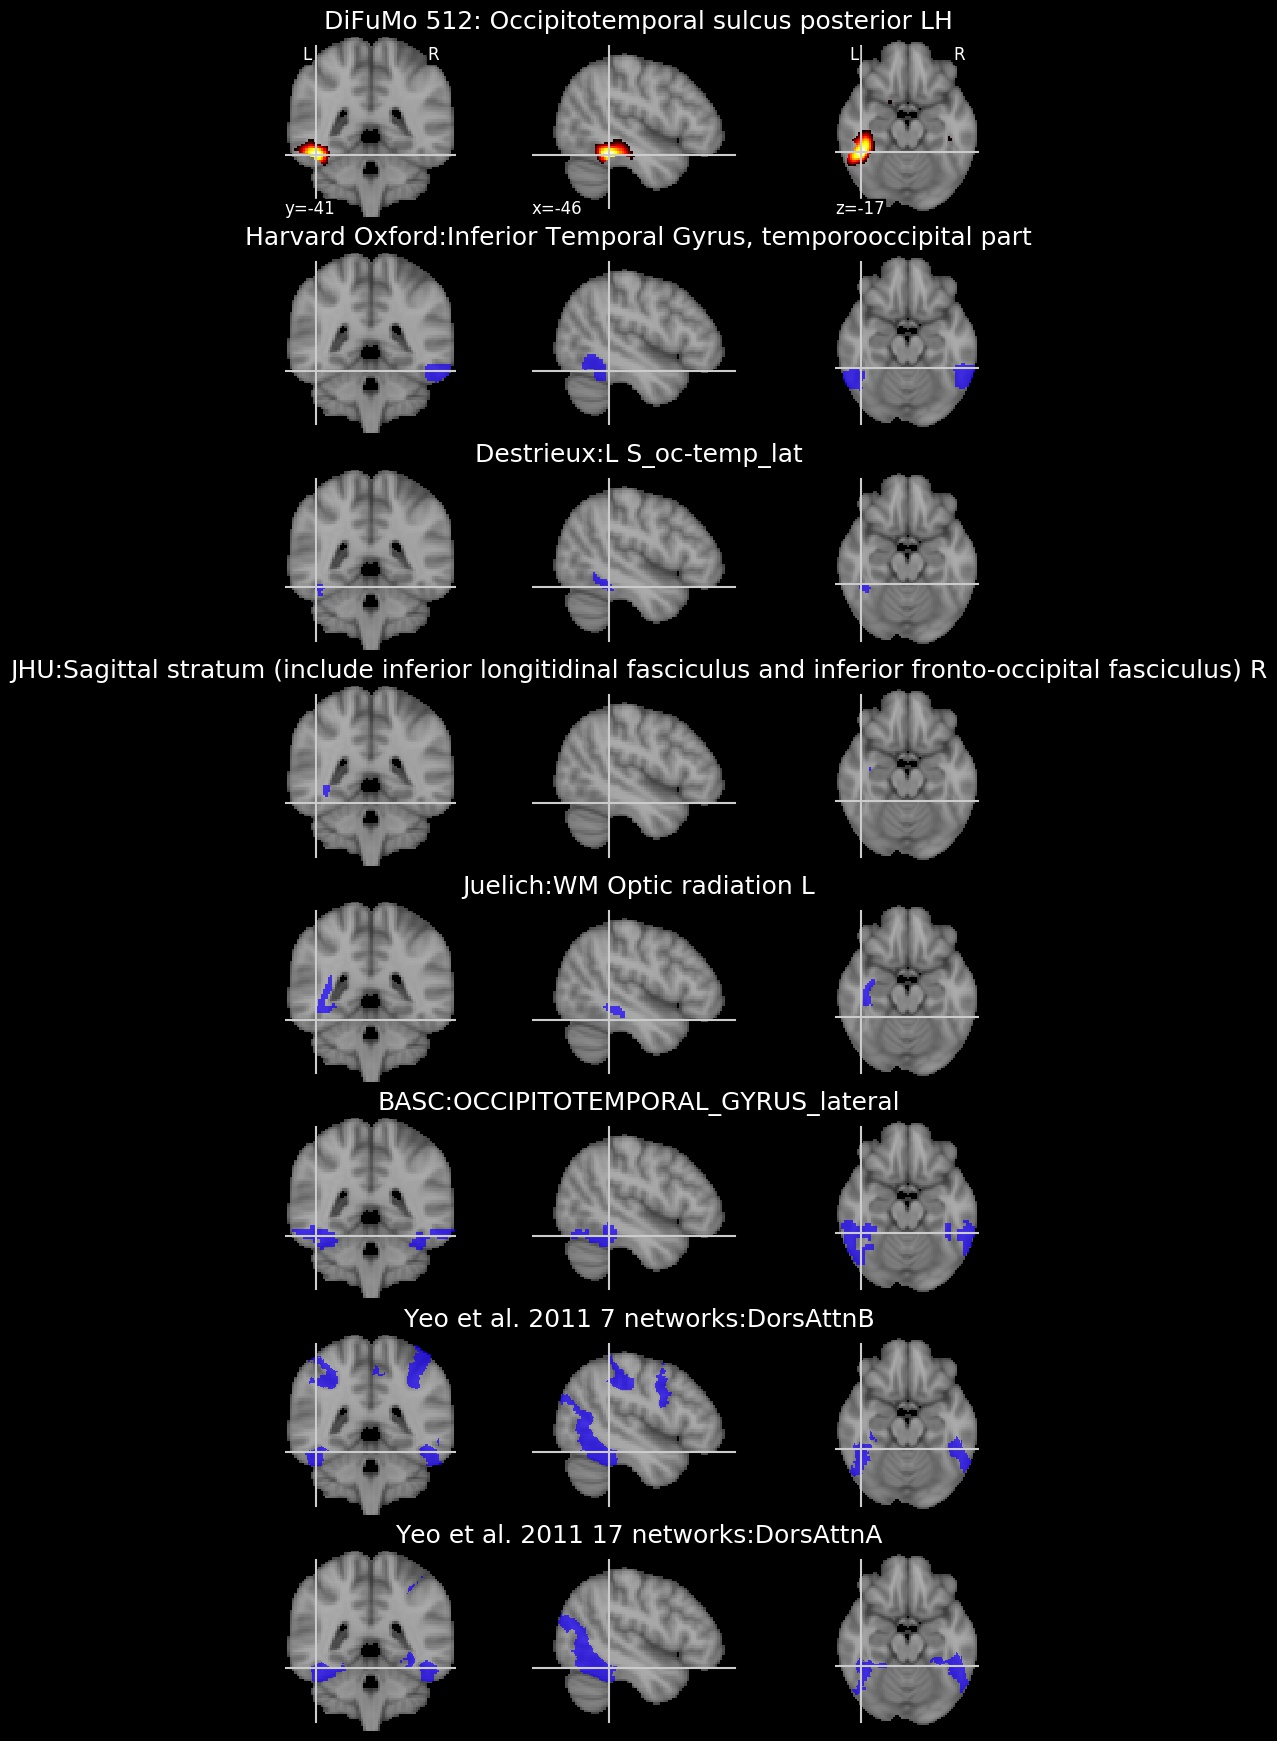 DiFuMo 512: Occipitotemporal sulcus posterior LH
L R L R
y=-41 x=-46 z=-17
Harvard Oxford:Inferior Temporal Gyrus, temporooccipital part
Destrieux:L S_oc-temp_lat
JHU:Sagittal stratum (include inferior longitidinal fasciculus and inferior fronto-occipital fasciculus) R
Juelich:WM Optic radiation L
BASC:OCCIPITOTEMPORAL_GYRUS_lateral
Yeo et al. 2011 7 networks:DorsAttnB
Yeo et al. 2011 17 networks:DorsAttnA